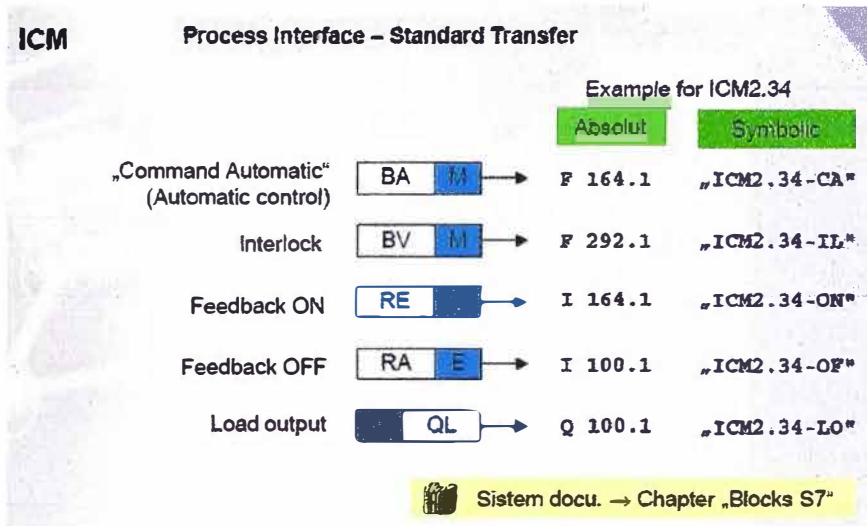 ICM Process Interface – Standard Transfer
Example for ICM2.34
Absolut Symbolic
„Command Automatic“ BA M F 164.1 „ICM2.34-CA"
(Automatic control)
Interlock BV M F 292.1 „ICM2.34-IL"
Feedback ON RE I 164.1 „ICM2.34-ON"
Feedback OFF RA E I 100.1 „ICM2.34-OF"
Load output QL Q 100.1 „ICM2.34-LO"
Sistem docu. → Chapter „Blocks S7"